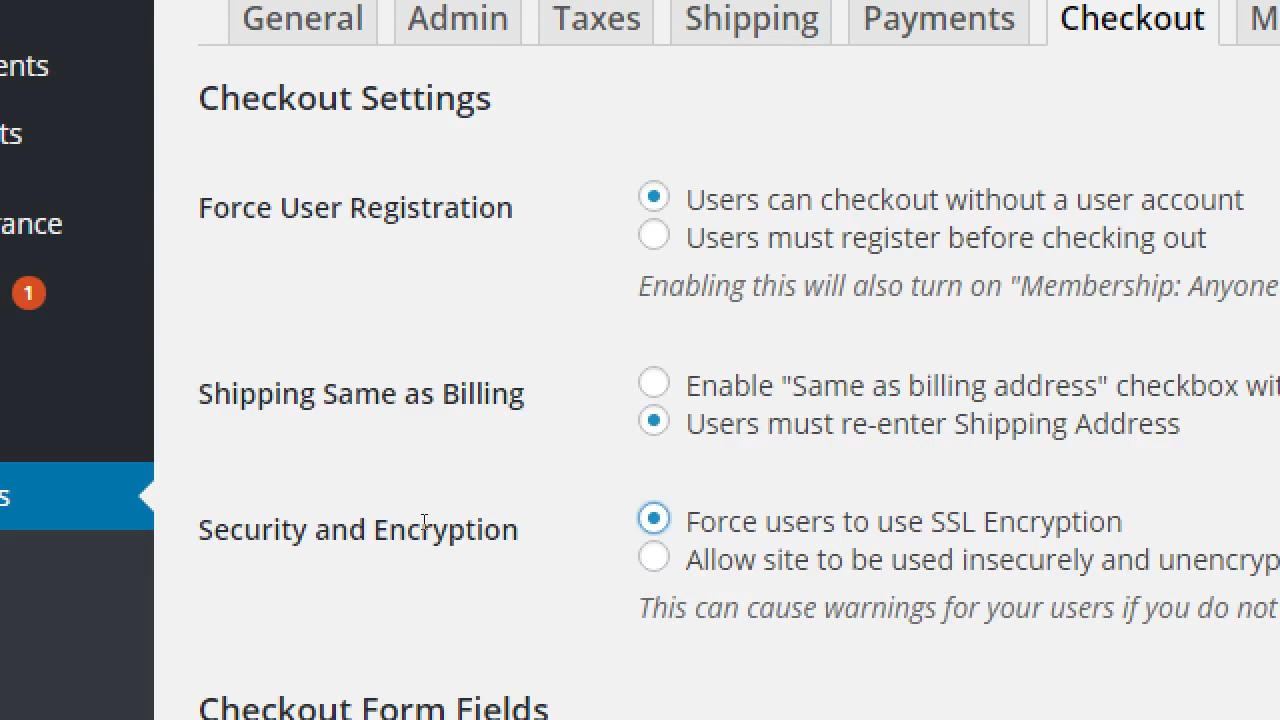 General Admin Taxes Shipping Payments Checkout M
ents
ts
rance
1
s
Checkout Settings
Force User Registration
Users can checkout without a user account
Users must register before checking out
Enabling this will also turn on "Membership: Anyone
Shipping Same as Billing
Enable "Same as billing address" checkbox wit
Users must re-enter Shipping Address
Security and Encryption
Force users to use SSL Encryption
Allow site to be used insecurely and unencryp
This can cause warnings for your users if you do not
Checkout Form Fields